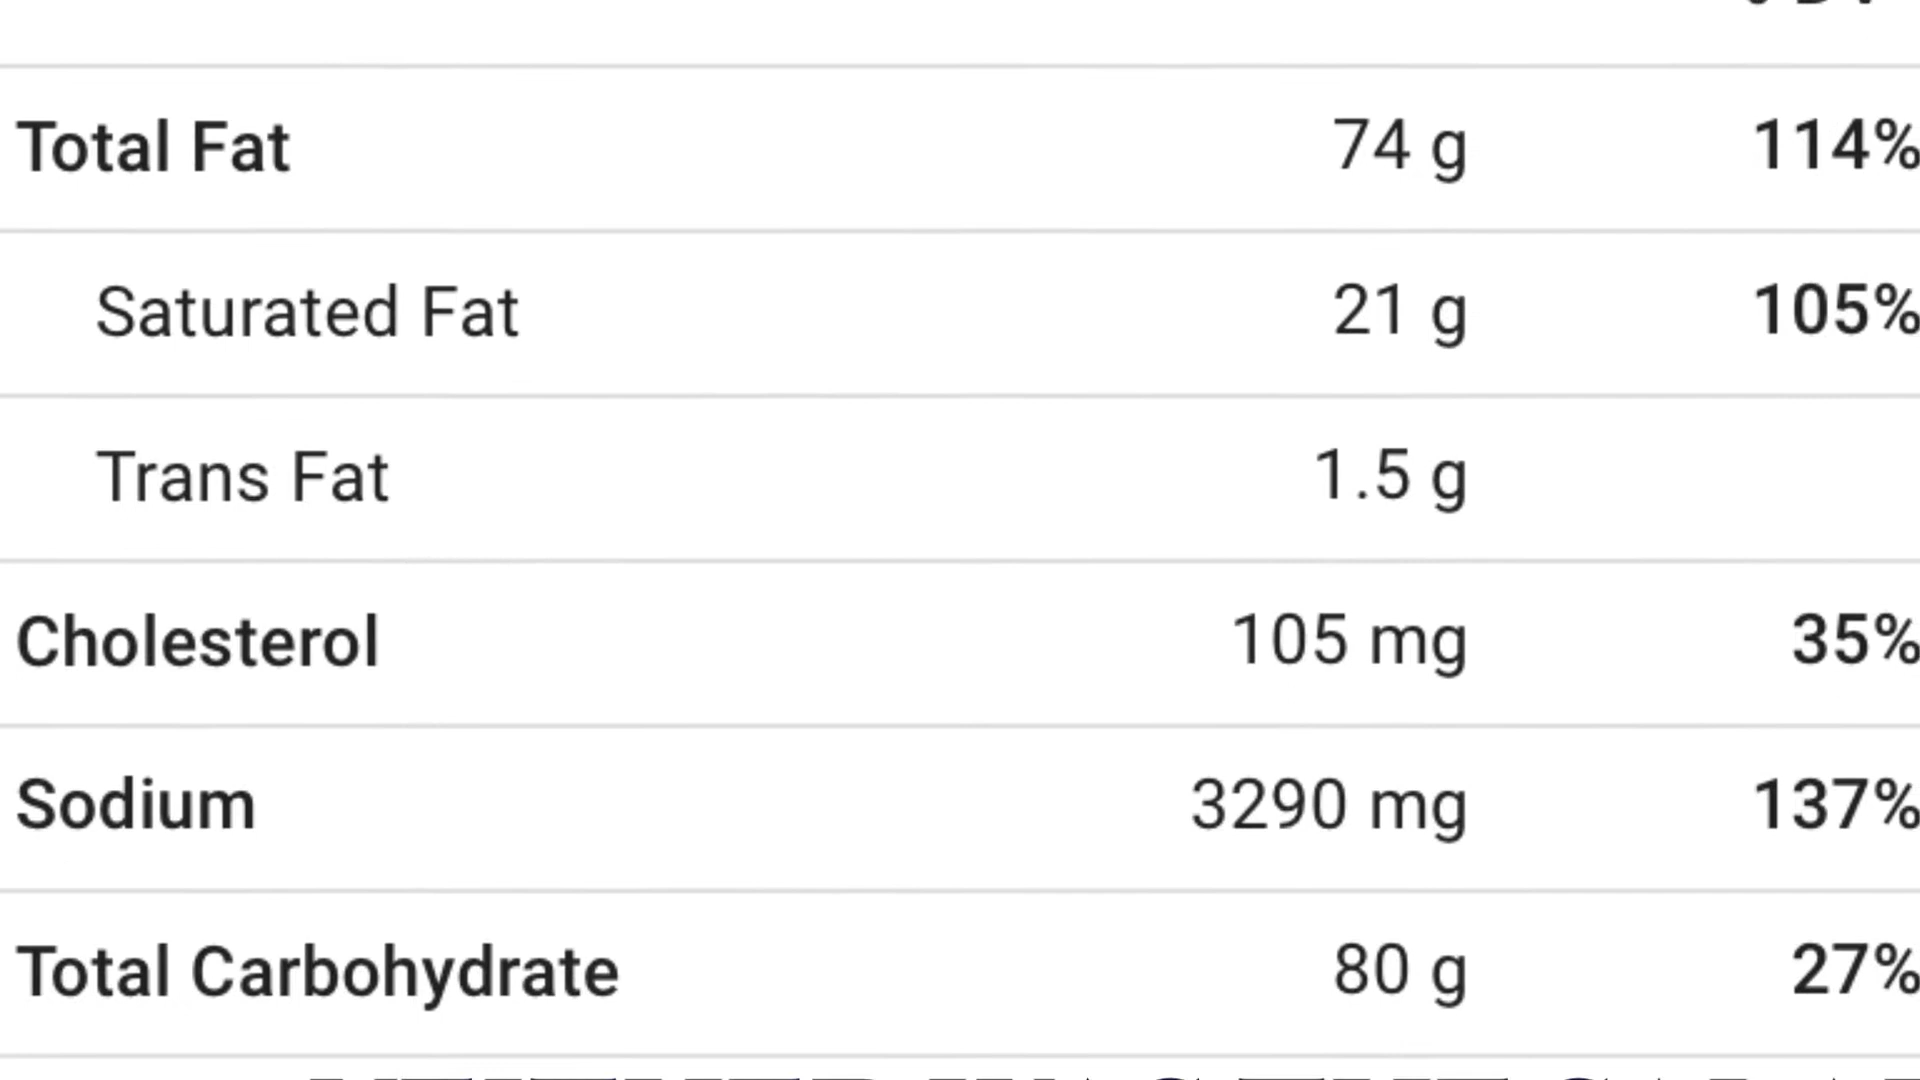 Total Fat 74 g 114%
Saturated Fat 21 g 105%
Trans Fat 1.5 g
Cholesterol 105 mg 35%
Sodium 3290 mg 137%
Total Carbohydrate 80 g 27%